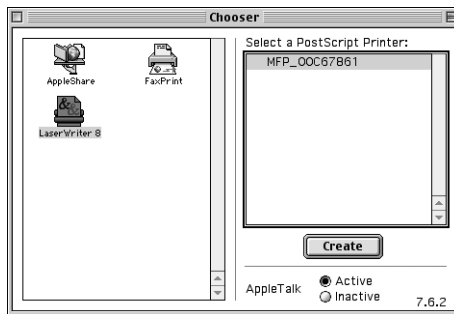 Chooser
AppleShare
FaxPrint
LaserWriter 8
Select a PostScript Printer:
MFP_00C67861
Create
AppleTalk
Active
Inactive
7.6.2